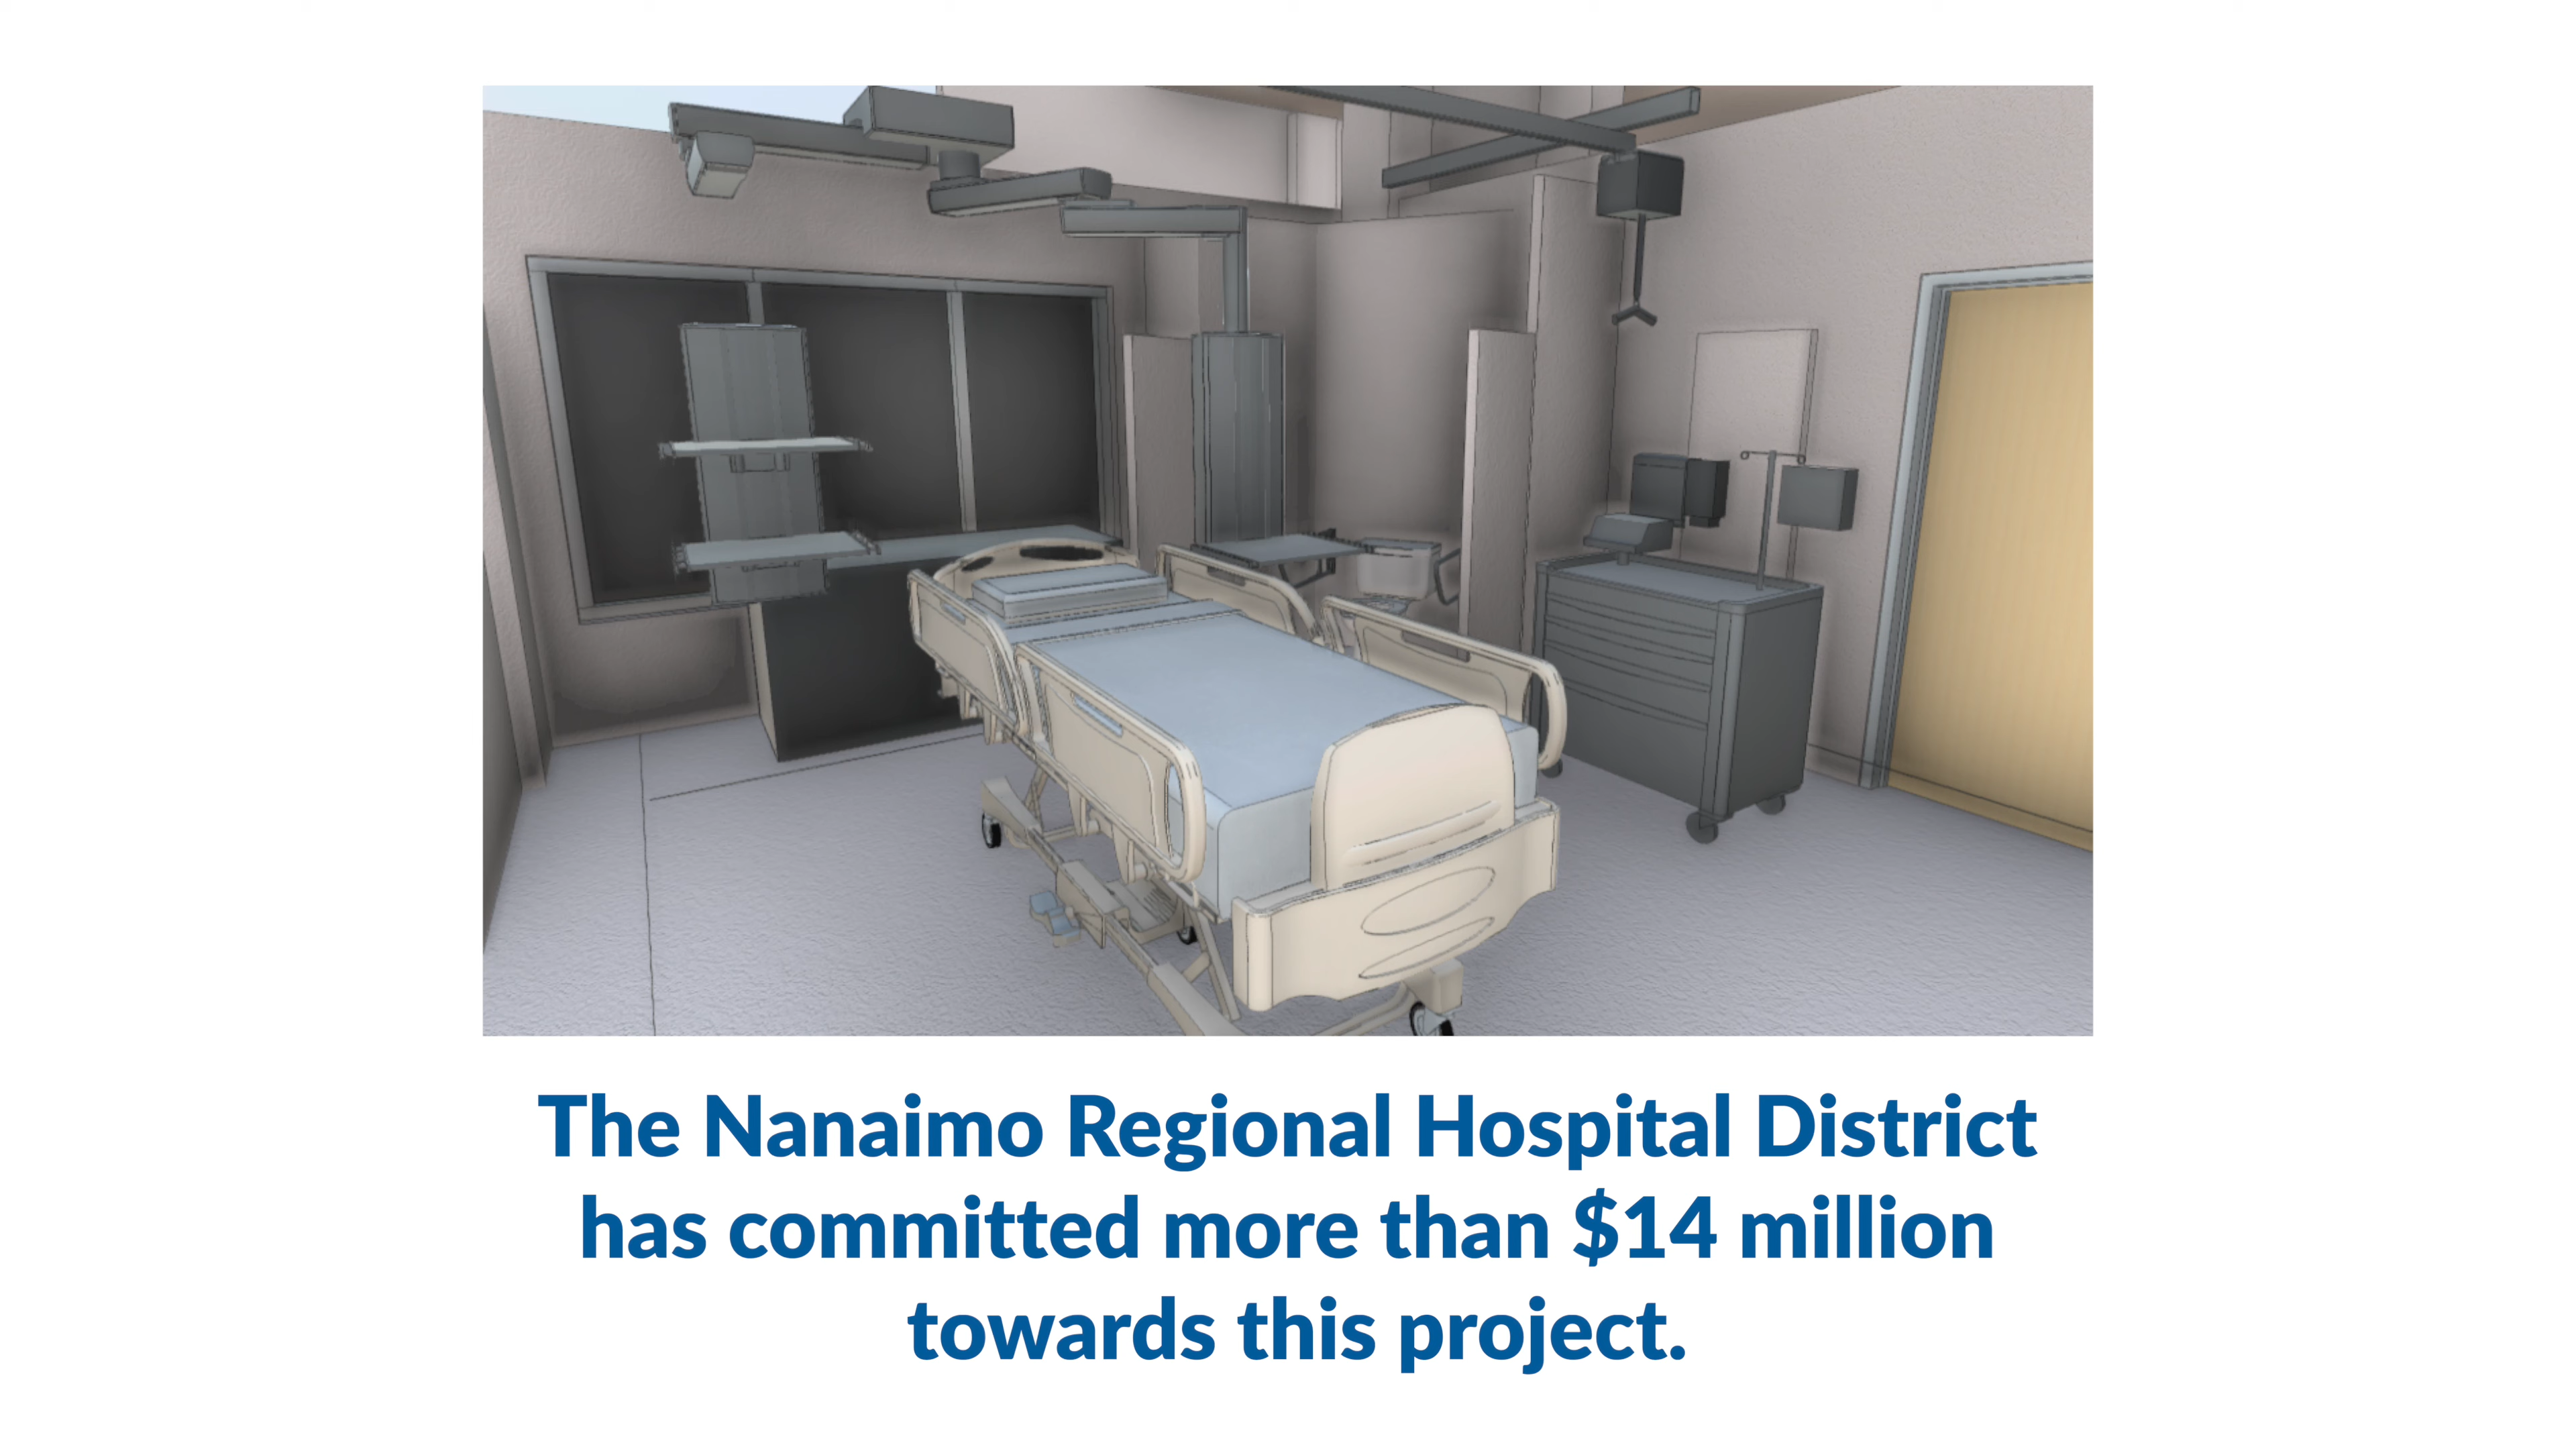 The Nanaimo Regional Hospital District
has committed more than $14 million
towards this project.